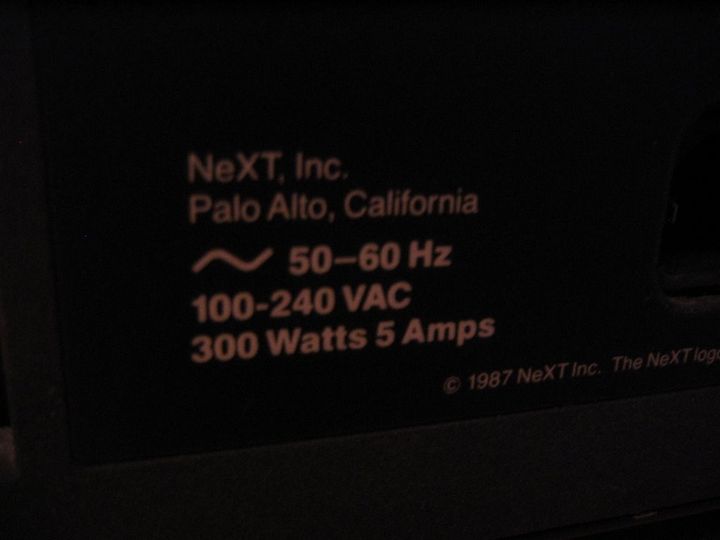 NeXT, Inc.
Palo Alto, California
50–60 Hz
100-240 VAC
300 Watts 5 Amps
© 1987 NeXT Inc. The NeXT logo